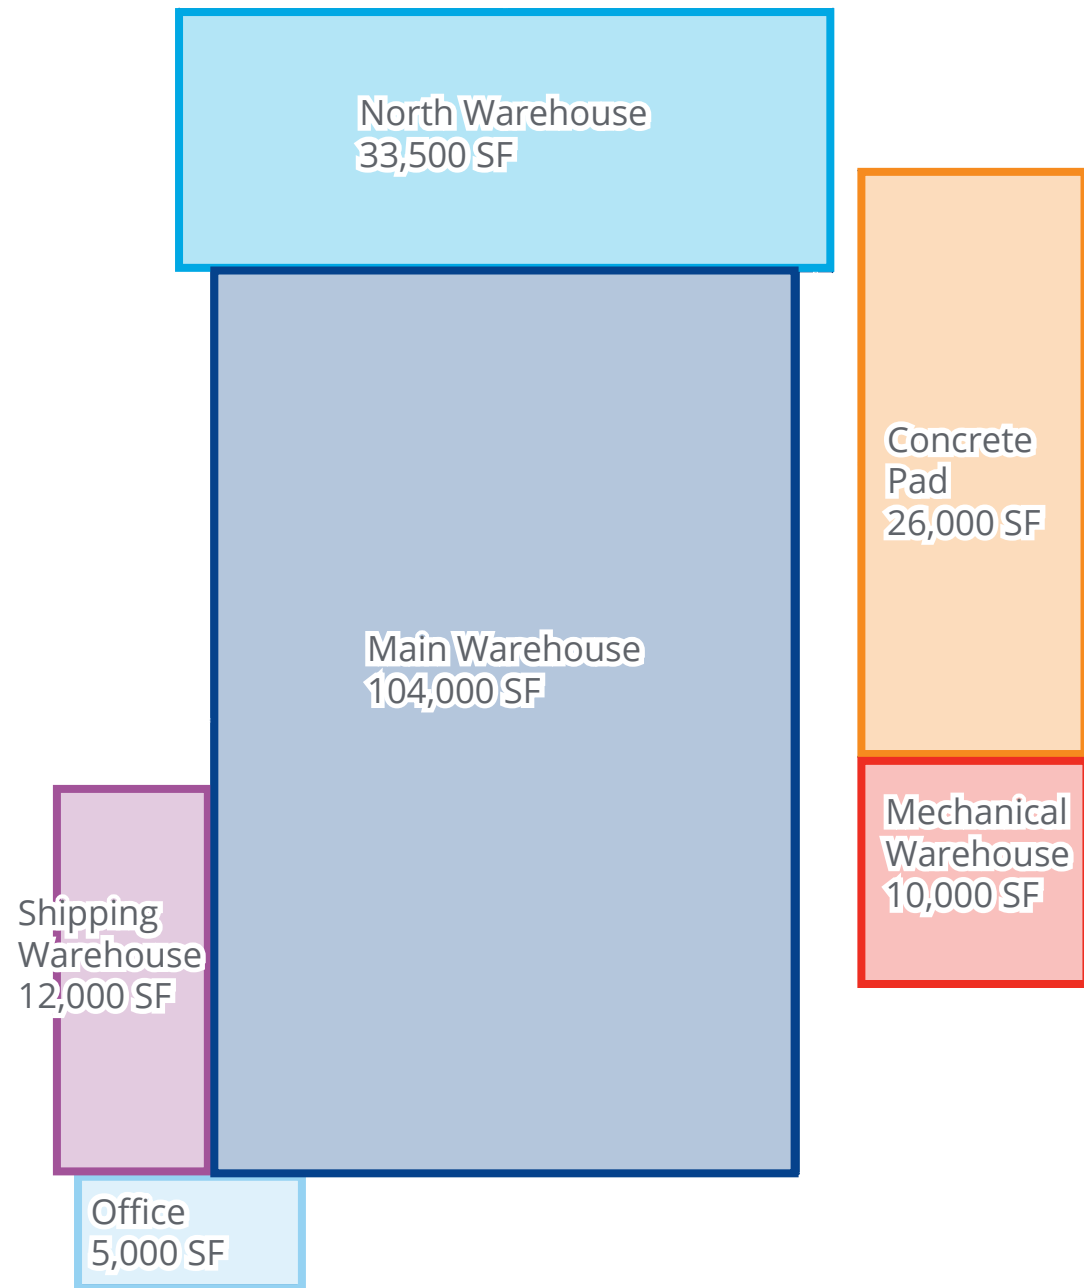 North Warehouse
33,500 SF
Concrete
Pad
26,000 SF
Main Warehouse
104,000 SF
Mechanical
Warehouse
10,000 SF
Shipping
Warehouse
12,000 SF
Office
5,000 SF